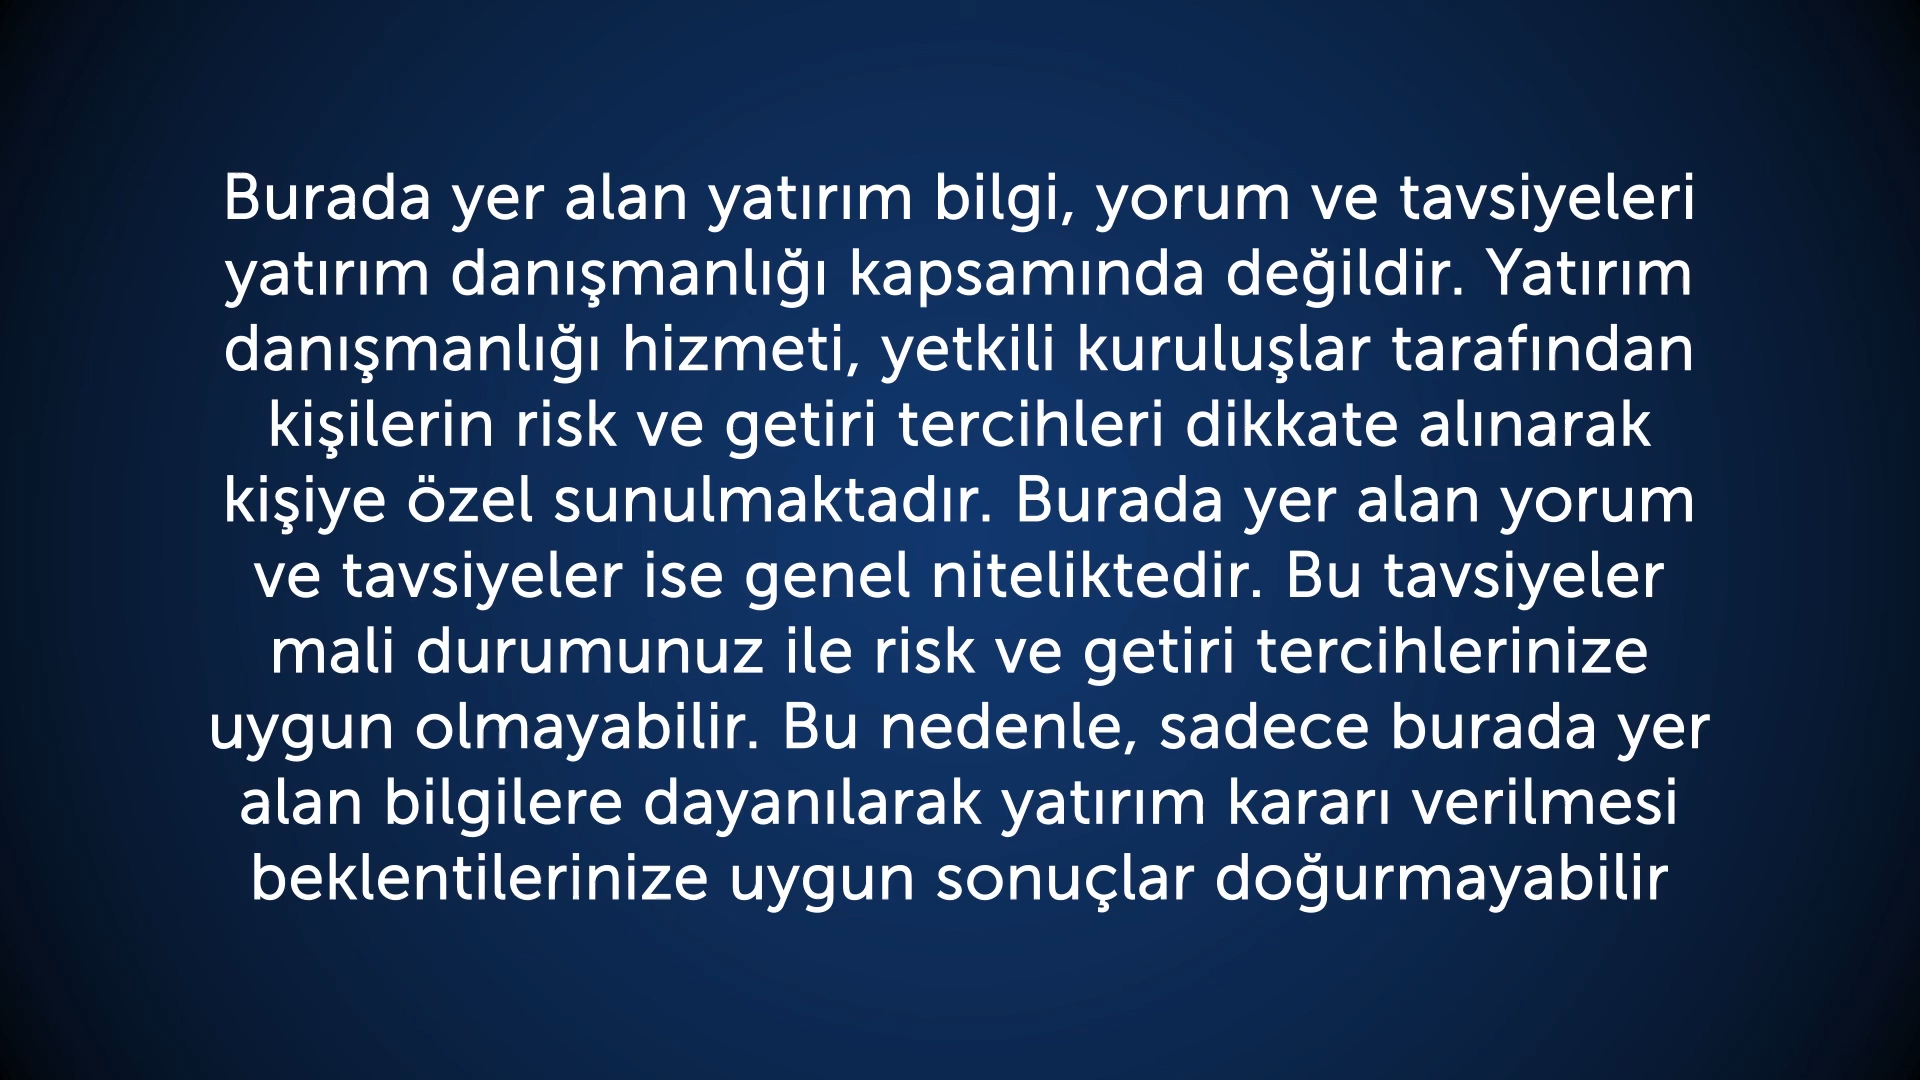 Burada yer alan yatırım bilgi, yorum ve tavsiyeleri
yatırım danışmanlığı kapsamında değildir. Yatırım
danışmanlığı hizmeti, yetkili kuruluşlar tarafından
kişilerin risk ve getiri tercihleri dikkate alınarak
kişiye özel sunulmaktadır. Burada yer alan yorum
ve tavsiyeler ise genel niteliktedir. Bu tavsiyeler
mali durumunuz ile risk ve getiri tercihlerinize
uygun olmayabilir. Bu nedenle, sadece burada yer
alan bilgilere dayanılarak yatırım kararı verilmesi
beklentilerinize uygun sonuçlar doğurmayabilir